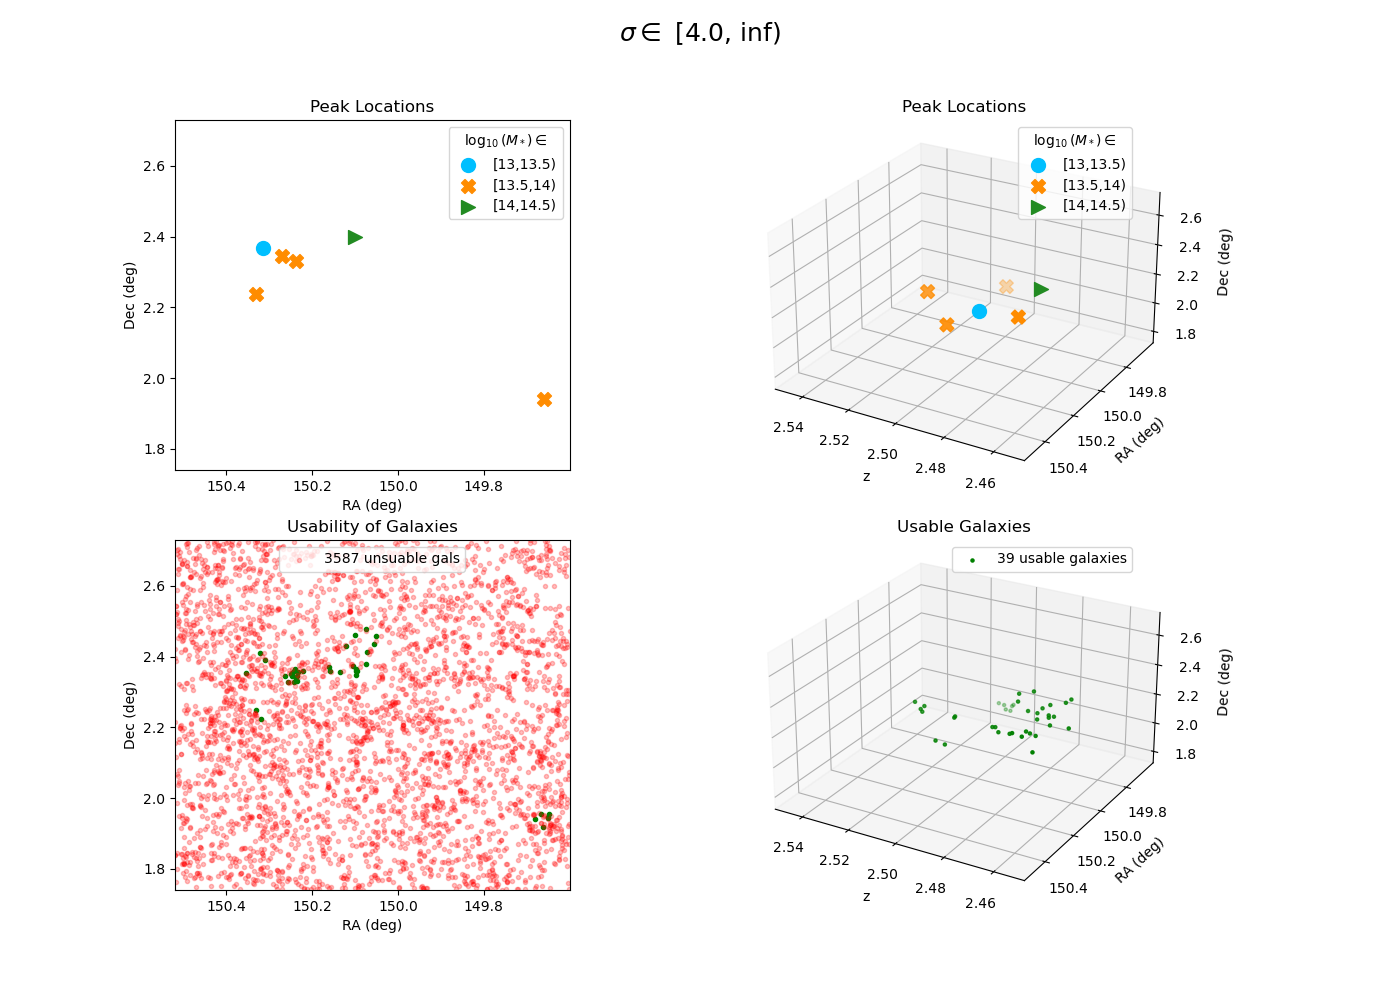 σ ∈ [4.0, inf)
Peak Locations
log10(M*) ∈
[13,13.5)
[13.5,14)
[14,14.5)
2.6
2.4
2.2
2.0
1.8
Dec (deg)
150.4 150.2 150.0 149.8
RA (deg)
Peak Locations
log10(M*) ∈
[13,13.5)
[13.5,14)
[14,14.5)
2.6
2.4
2.2
2.0
1.8
Dec (deg)
149.8
150.0
150.2
150.4
RA (deg)
2.54
2.52
2.50
2.48
2.46
z
Usability of Galaxies
3587 unsuable gals
2.6
2.4
2.2
2.0
1.8
Dec (deg)
150.4 150.2 150.0 149.8
RA (deg)
Usable Galaxies
39 usable galaxies
2.6
2.4
2.2
2.0
1.8
Dec (deg)
149.8
150.0
150.2
150.4
RA (deg)
2.54
2.52
2.50
2.48
2.46
z